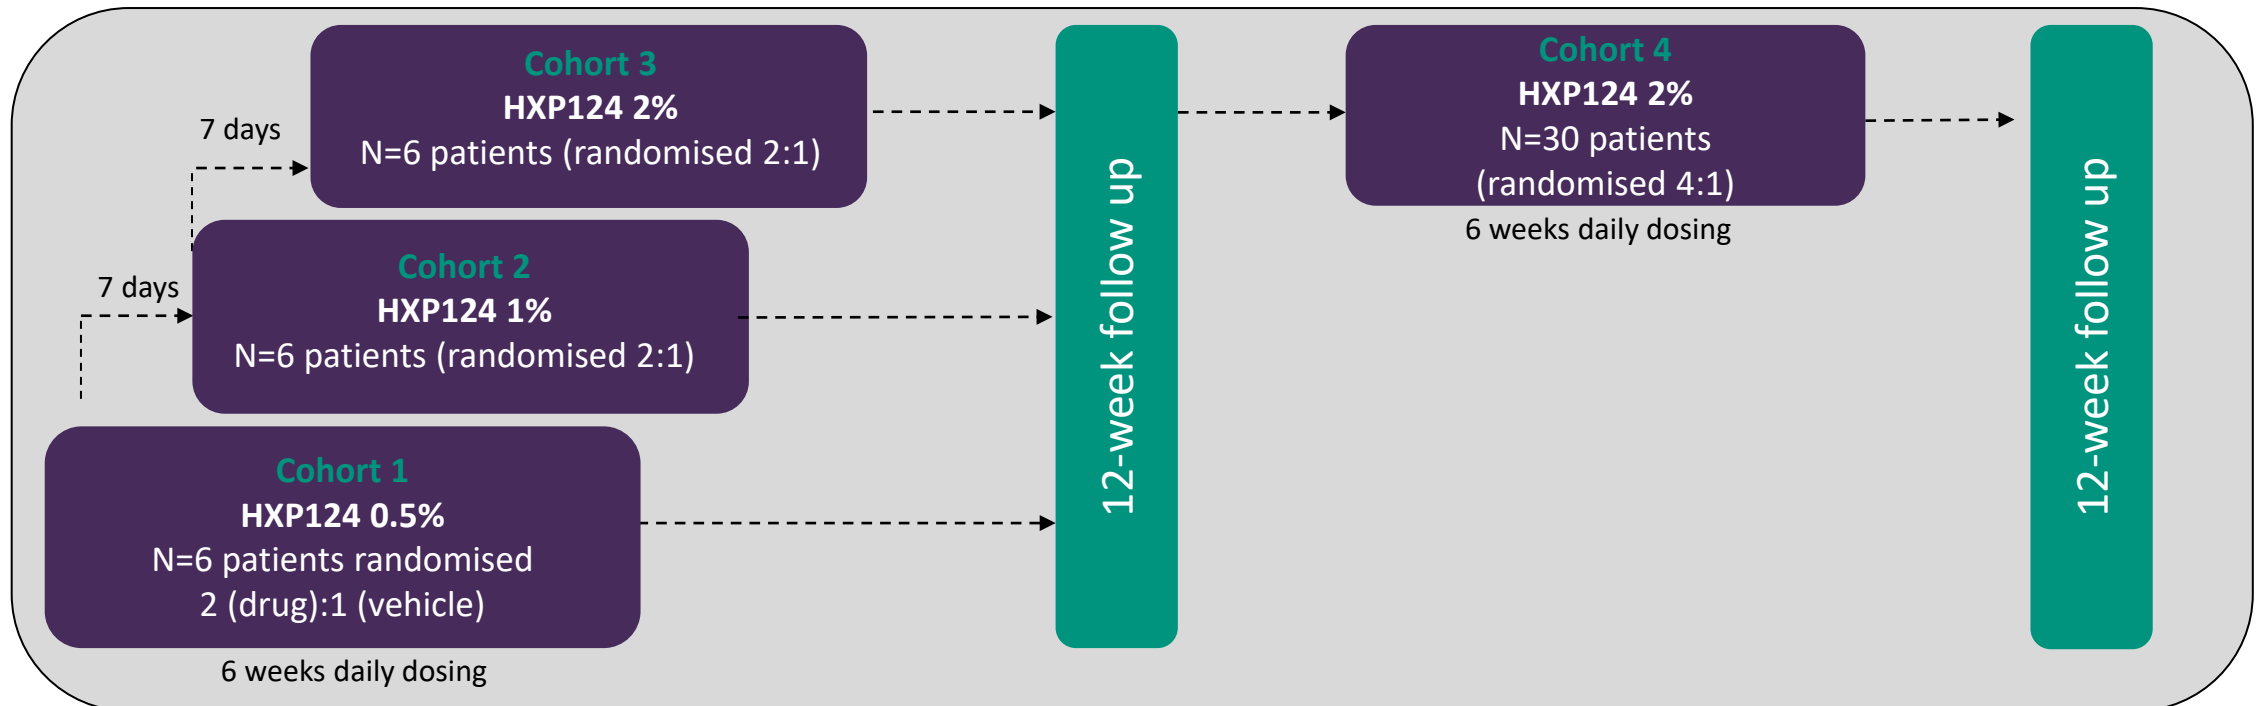 Cohort 3
HXP124 2%
N=6 patients (randomised 2:1)
7 days
Cohort 2
HXP124 1%
N=6 patients (randomised 2:1)
7 days
Cohort 1
HXP124 0.5%
N=6 patients randomised
2 (drug):1 (vehicle)
6 weeks daily dosing
12-week follow up
Cohort 4
HXP124 2%
N=30 patients
(randomised 4:1)
6 weeks daily dosing
12-week follow up